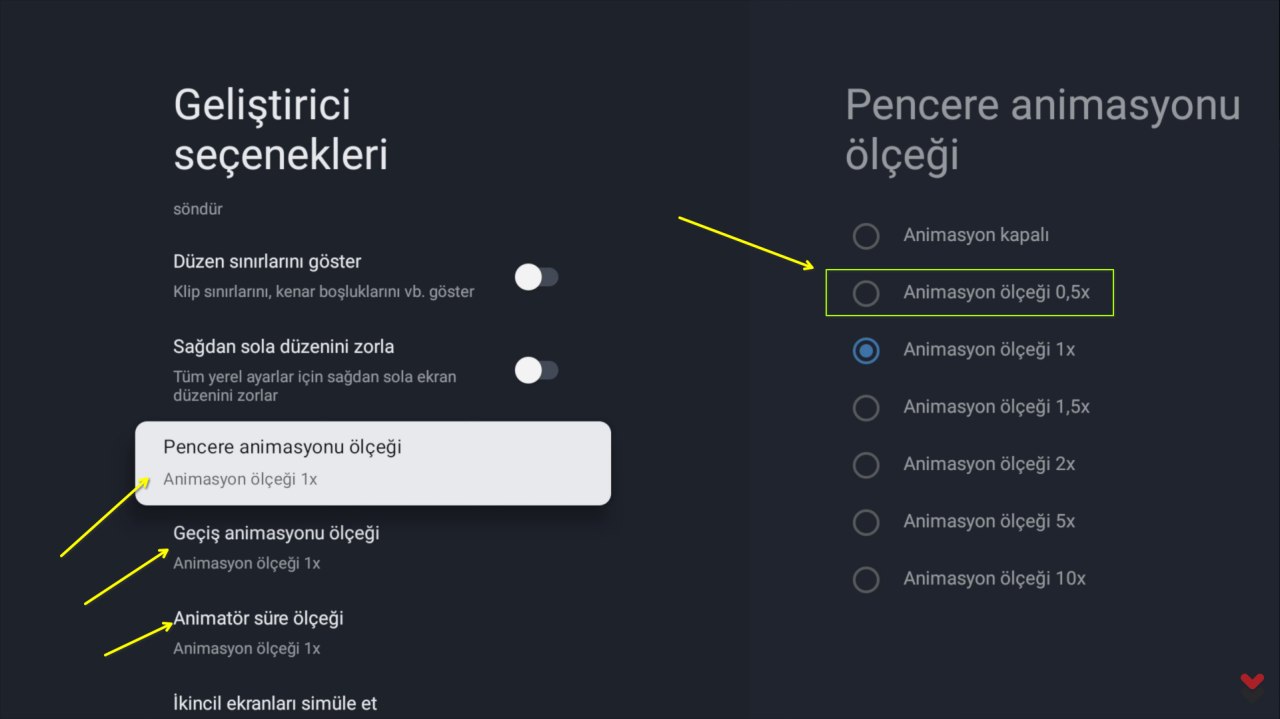 Geliştirici
seçenekleri
söndür
Düzen sınırlarını göster
Klip sınırlarını, kenar boşluklarını vb. göster
Sağdan sola düzenini zorla
Tüm yerel ayarlar için sağdan sola ekran
düzenini zorlar
Pencere animasyonu ölçeği
Animasyon ölçeği 1x
Geçiş animasyonu ölçeği
Animasyon ölçeği 1x
Animatör süre ölçeği
Animasyon ölçeği 1x
İkincil ekranları simüle et
Pencere animasyonu
ölçeği
Animasyon kapalı
Animasyon ölçeği 0,5x
Animasyon ölçeği 1x
Animasyon ölçeği 1,5x
Animasyon ölçeği 2x
Animasyon ölçeği 5x
Animasyon ölçeği 10x